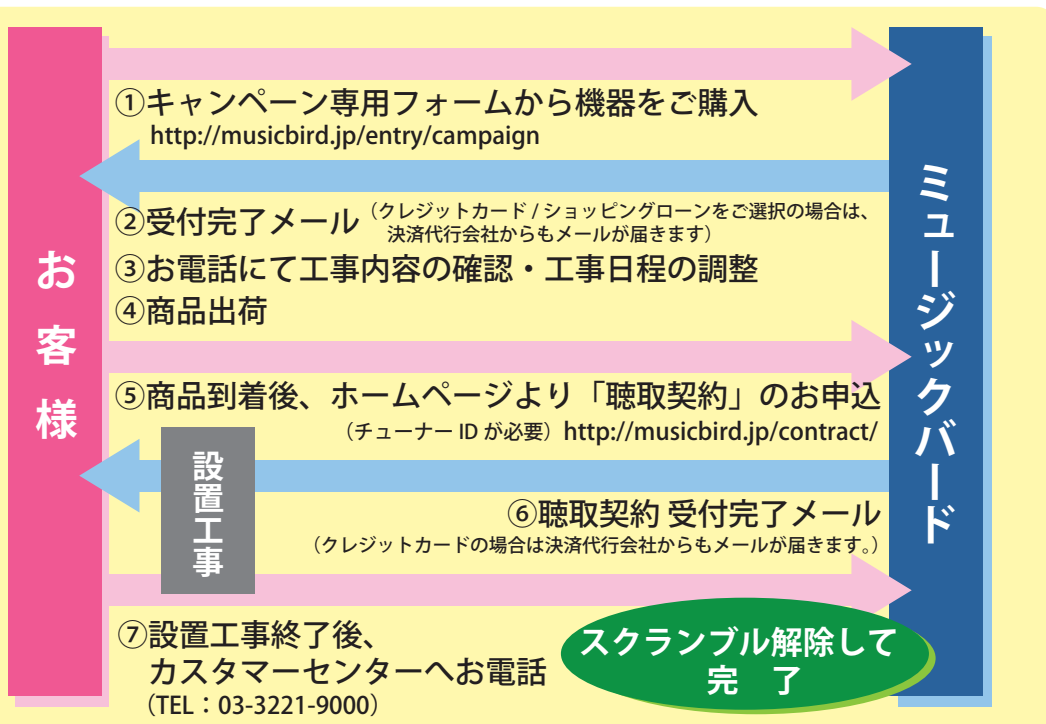 お客様
①キャンペーン専用フォームから機器をご購入
http://musicbird.jp/entry/campaign
②受付完了メール（クレジットカード / ショッピングローンをご選択の場合は、
決済代行会社からもメールが届きます）
③お電話にて工事内容の確認・工事日程の調整
④商品出荷
⑤商品到着後、ホームページより「聴取契約」のお申込
（チューナー ID が必要）http://musicbird.jp/contract/
設置工事
⑥聴取契約 受付完了メール
（クレジットカードの場合は決済代行会社からもメールが届きます。）
⑦設置工事終了後、
カスタマーセンターへお電話
（TEL：03-3221-9000）
スクランブル解除して
完　了
ミュージックバード